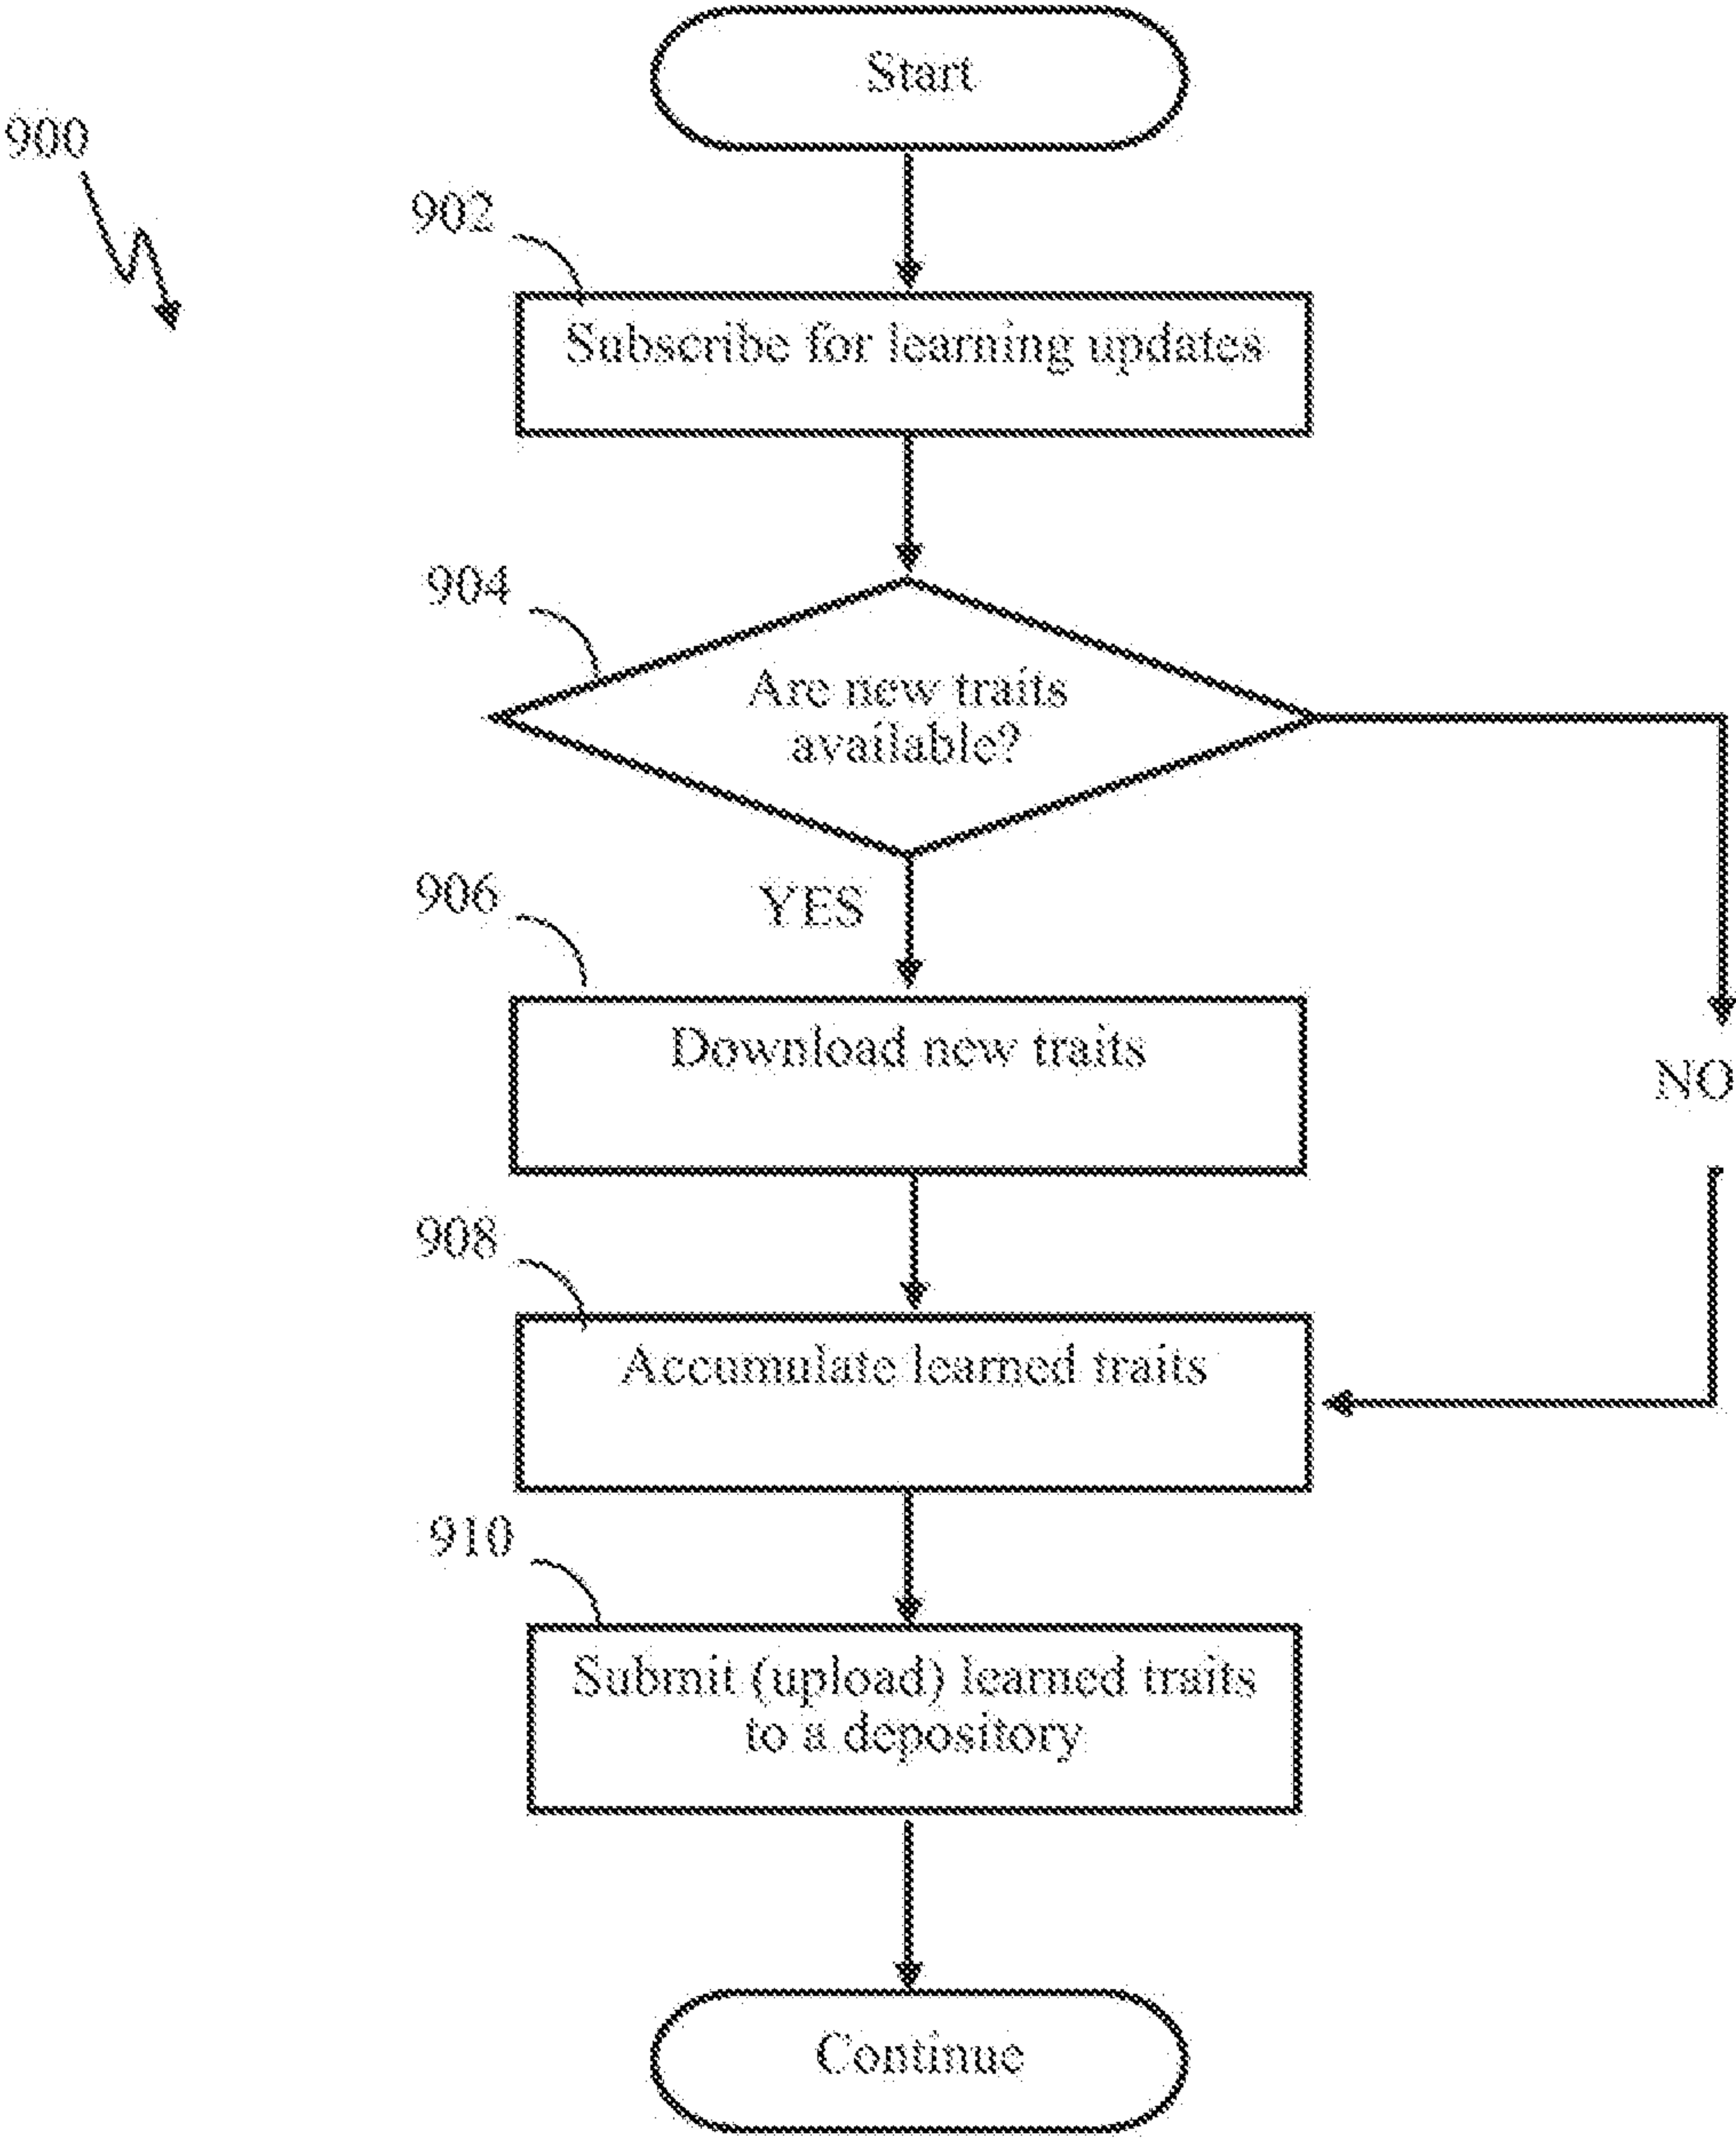 Start
900
902
Subscribe for learning updates
904
Are new traits
available?
906
YES
Download new traits
NO
908
Accumulate learned traits
910
Submit (upload) learned traits
to a depository
Continue